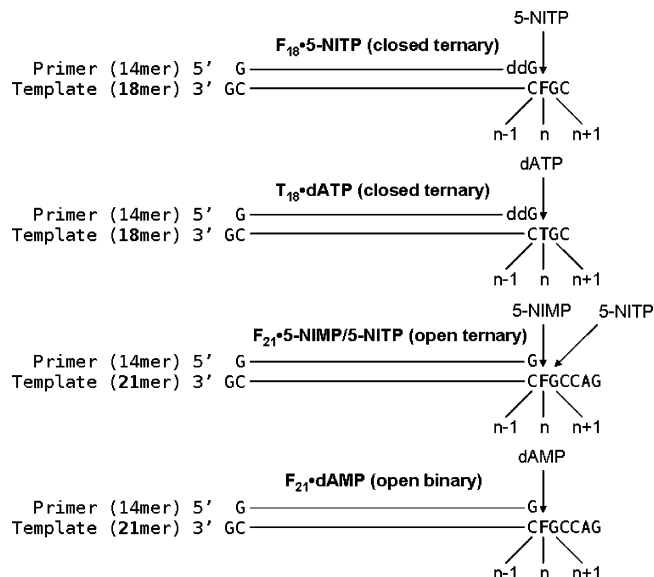 5-NITP
F18•5-NITP (closed ternary)
Primer (14mer) 5’ G ddG
Template (18mer) 3’ GC CFGC
n-1 n n+1
dATP
T18•dATP (closed ternary)
Primer (14mer) 5’ G ddG
Template (18mer) 3’ GC CTGC
n-1 n n+1
5-NIMP 5-NITP
F21•5-NIMP/5-NITP (open ternary)
Primer (14mer) 5’ G G
Template (21mer) 3’ GC CFGCCAG
n-1 n n+1
dAMP
F21•dAMP (open binary)
Primer (14mer) 5’ G G
Template (21mer) 3’ GC CFGCCAG
n-1 n n+1